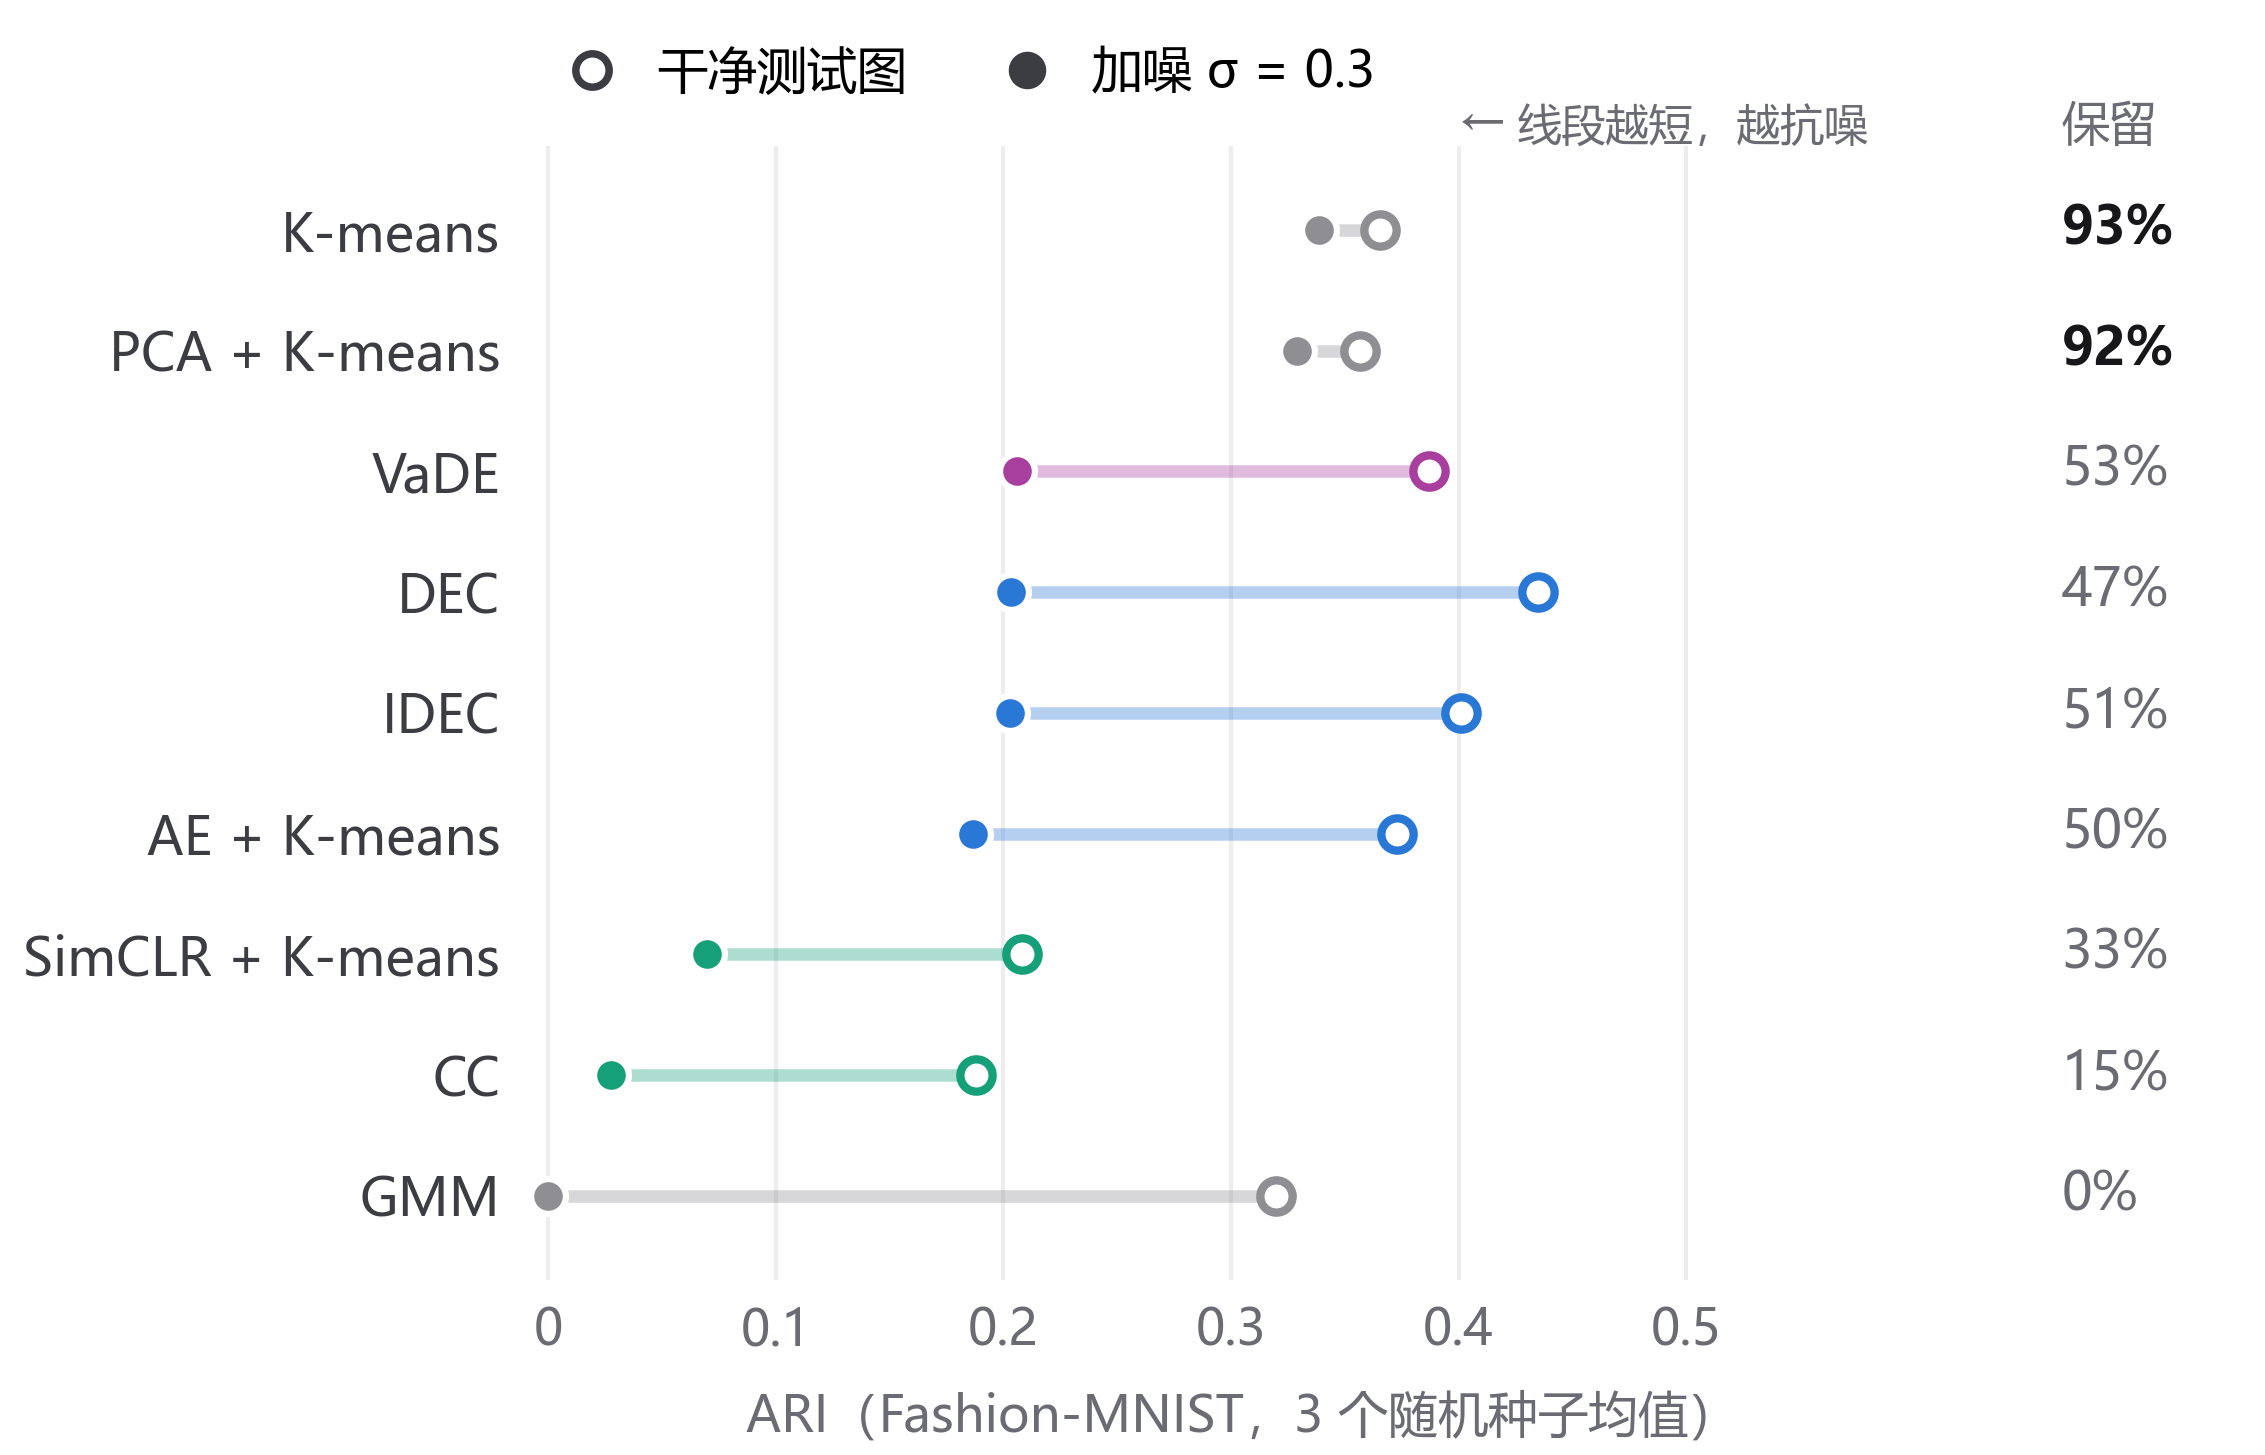 干净测试图 加噪 σ = 0.3
← 线段越短，越抗噪 保留
K-means 93%
PCA + K-means 92%
VaDE 53%
DEC 47%
IDEC 51%
AE + K-means 50%
SimCLR + K-means 33%
CC 15%
GMM 0%
0 0.1 0.2 0.3 0.4 0.5
ARI（Fashion-MNIST，3 个随机种子均值）